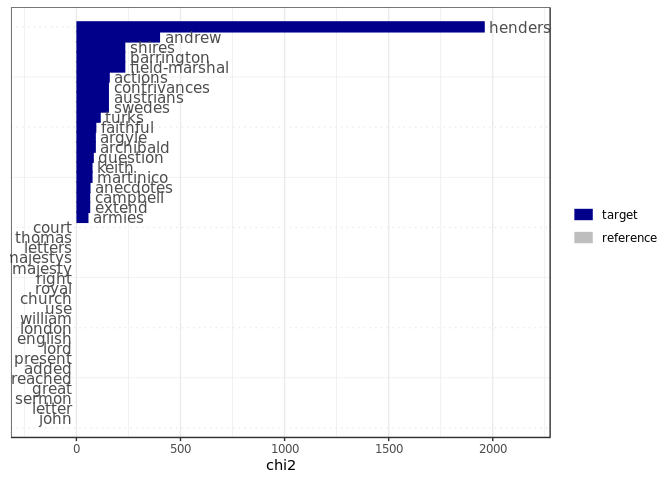 henders
andrew
shires
barrington
field-marshal
actions
contrivances
austrians
swedes
turks
faithful
argyle
archibald
question
keith
martinico
anecdotes
campbell
extend
armies
court
thomas
letters
majestys
majesty
right
royal
church
use
william
london
english
lord
present
added
reached
great
sermon
letter
john
0 500 1000 1500 2000
chi2
target
reference